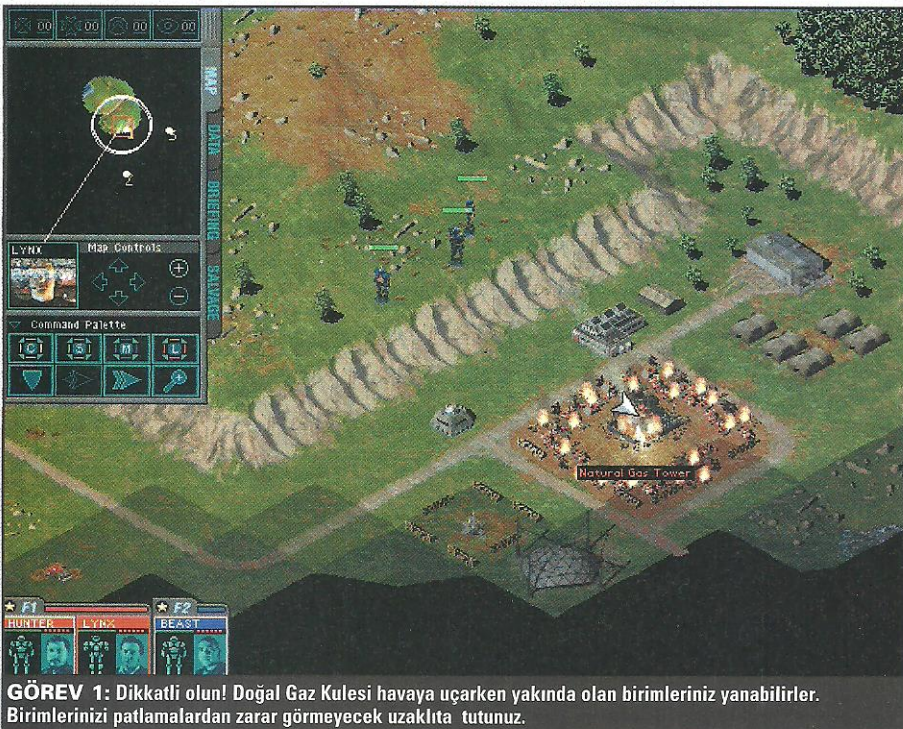 00 00 00 00
MAP
DATA
BRIEFING
SALVAGE
2
LYNX
Map Controls
Command Palette
C S M L
Natural Gas Tower
F1 F2
HUNTER LYNX BEAST
GÖREV 1: Dikkatli olun! Doğal Gaz Kulesi havaya uçarken yakında olan birimleriniz yanabilirler.
Birimlerinizi patlamalardan zarar görmeyecek uzaklıta tutunuz.